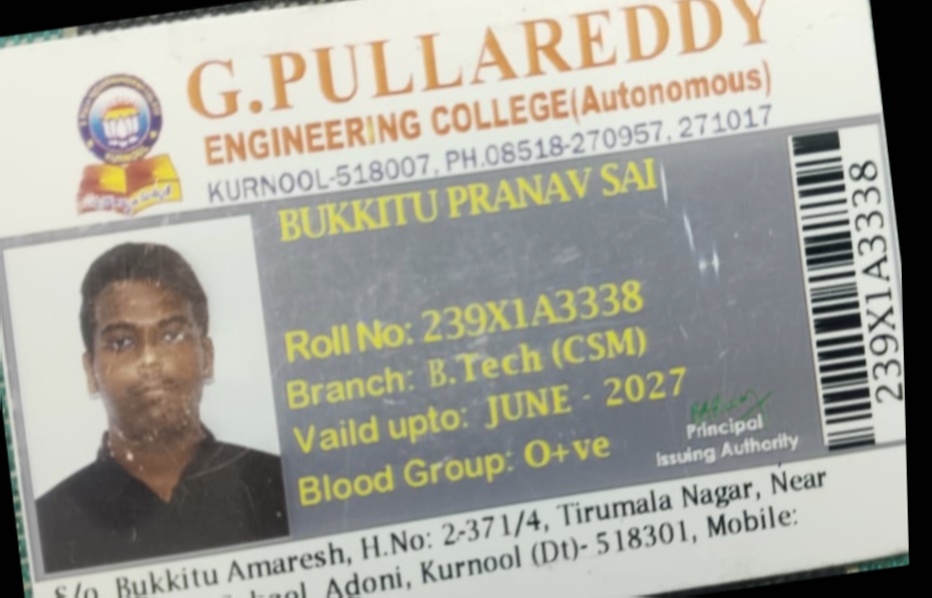 G.PULLAREDDY
ENGINEERING COLLEGE(Autonomous)
KURNOOL-518007, PH.08518-270957, 271017
BUKKITU PRANAV SAI
Roll No: 239X1A3338
Branch: B.Tech (CSM)
Vaild upto: JUNE - 2027
Blood Group: O+ve
Principal
Issuing Authority
239X1A3338
S/o. Bukkitu Amaresh, H.No: 2-371/4, Tirumala Nagar, Near
Adoni, Kurnool (Dt)- 518301, Mobile: